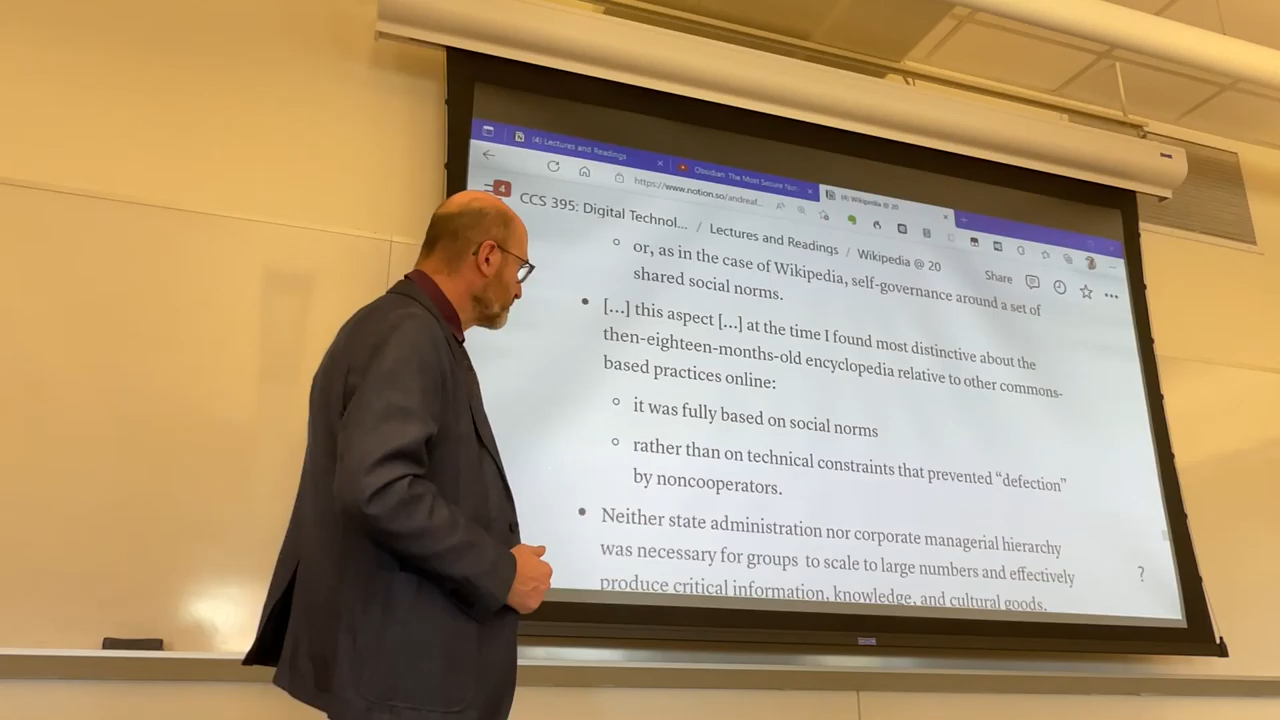 (4) Lectures and Readings
Obsidian The Most Secure Not
(4) Wikipedia @ 20
https://www.notion.so/andreaf...
4
CCS 395: Digital Technol... / Lectures and Readings / Wikipedia @ 20
Share
or, as in the case of Wikipedia, self-governance around a set of
shared social norms.
[...] this aspect [...] at the time I found most distinctive about the
then-eighteen-months-old encyclopedia relative to other commons-
based practices online:
it was fully based on social norms
rather than on technical constraints that prevented “defection”
by noncooperators.
Neither state administration nor corporate managerial hierarchy
was necessary for groups to scale to large numbers and effectively
produce critical information, knowledge, and cultural goods.
?